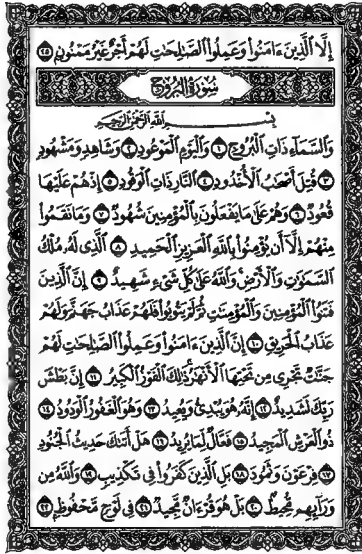 إِلَّا ٱلَّذِينَ ءَامَنُوا۟ وَعَمِلُوا۟ ٱلصَّـٰلِحَـٰتِ لَهُمْ أَجْرٌ غَيْرُ مَمْنُونٍۭ ٢٥
سُورَةُ البُرُوجِ
بِسْمِ ٱللَّهِ ٱلرَّحْمَـٰنِ ٱلرَّحِيمِ
وَٱلسَّمَآءِ ذَاتِ ٱلْبُرُوجِ ١ وَٱلْيَوْمِ ٱلْمَوْعُودِ ٢ وَشَاهِدٍ وَمَشْهُودٍ
٣ قُتِلَ أَصْحَـٰبُ ٱلْأُخْدُودِ ٤ ٱلنَّارِ ذَاتِ ٱلْوَقُودِ ٥ إِذْ هُمْ عَلَيْهَا
قُعُودٌ ٦ وَهُمْ عَلَىٰ مَا يَفْعَلُونَ بِٱلْمُؤْمِنِينَ شُهُودٌ ٧ وَمَا نَقَمُوا۟
مِنْهُمْ إِلَّآ أَن يُؤْمِنُوا۟ بِٱللَّهِ ٱلْعَزِيزِ ٱلْحَمِيدِ ٨ ٱلَّذِى لَهُۥ مُلْكُ
ٱلسَّمَـٰوَٰتِ وَٱلْأَرْضِ ۚ وَٱللَّهُ عَلَىٰ كُلِّ شَىْءٍ شَهِيدٌ ٩ إِنَّ ٱلَّذِينَ
فَتَنُوا۟ ٱلْمُؤْمِنِينَ وَٱلْمُؤْمِنَـٰتِ ثُمَّ لَمْ يَتُوبُوا۟ فَلَهُمْ عَذَابُ جَهَنَّمَ وَلَهُمْ
عَذَابُ ٱلْحَرِيقِ ١٠ إِنَّ ٱلَّذِينَ ءَامَنُوا۟ وَعَمِلُوا۟ ٱلصَّـٰلِحَـٰتِ لَهُمْ
جَنَّـٰتٌ تَجْرِى مِن تَحْتِهَا ٱلْأَنْهَـٰرُ ۚ ذَٰلِكَ ٱلْفَوْزُ ٱلْكَبِيرُ ١١ إِنَّ بَطْشَ
رَبِّكَ لَشَدِيدٌ ١٢ إِنَّهُۥ هُوَ يُبْدِئُ وَيُعِيدُ ١٣ وَهُوَ ٱلْغَفُورُ ٱلْوَدُودُ ١٤
ذُو ٱلْعَرْشِ ٱلْمَجِيدُ ١٥ فَعَّالٌ لِّمَا يُرِيدُ ١٦ هَلْ أَتَىٰكَ حَدِيثُ ٱلْجُنُودِ
١٧ فِرْعَوْنَ وَثَمُودَ ١٨ بَلِ ٱلَّذِينَ كَفَرُوا۟ فِى تَكْذِيبٍ ١٩ وَٱللَّهُ مِن
وَرَآئِهِم مُّحِيطٌۢ ٢٠ بَلْ هُوَ قُرْءَانٌ مَّجِيدٌ ٢١ فِى لَوْحٍ مَّحْفُوظٍۭ ٢٢